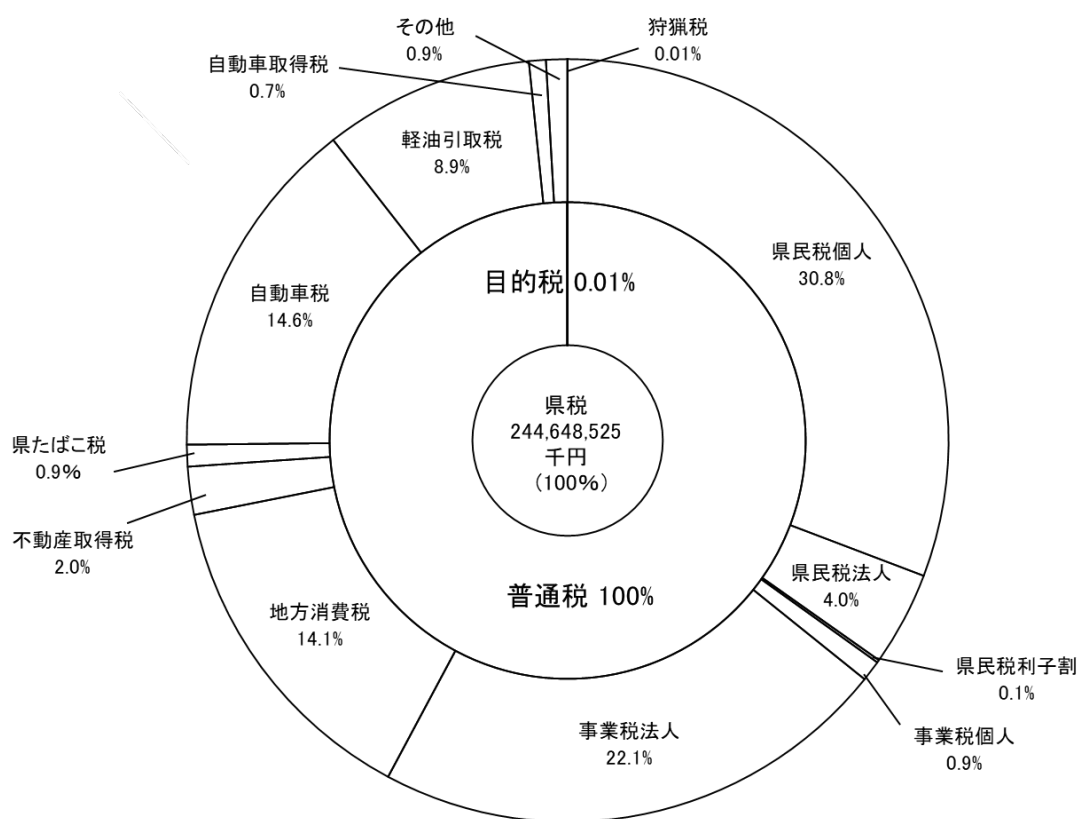 その他
0.9%
狩猟税
0.01%
自動車取得税
0.7%
軽油引取税
8.9%
県民税個人
30.8%
目的税 0.01%
自動車税
14.6%
県税
244,648,525
千円
（100%）
県たばこ税
0.9%
不動産取得税
2.0%
県民税法人
4.0%
普通税 100%
地方消費税
14.1%
県民税利子割
0.1%
事業税法人
22.1%
事業税個人
0.9%